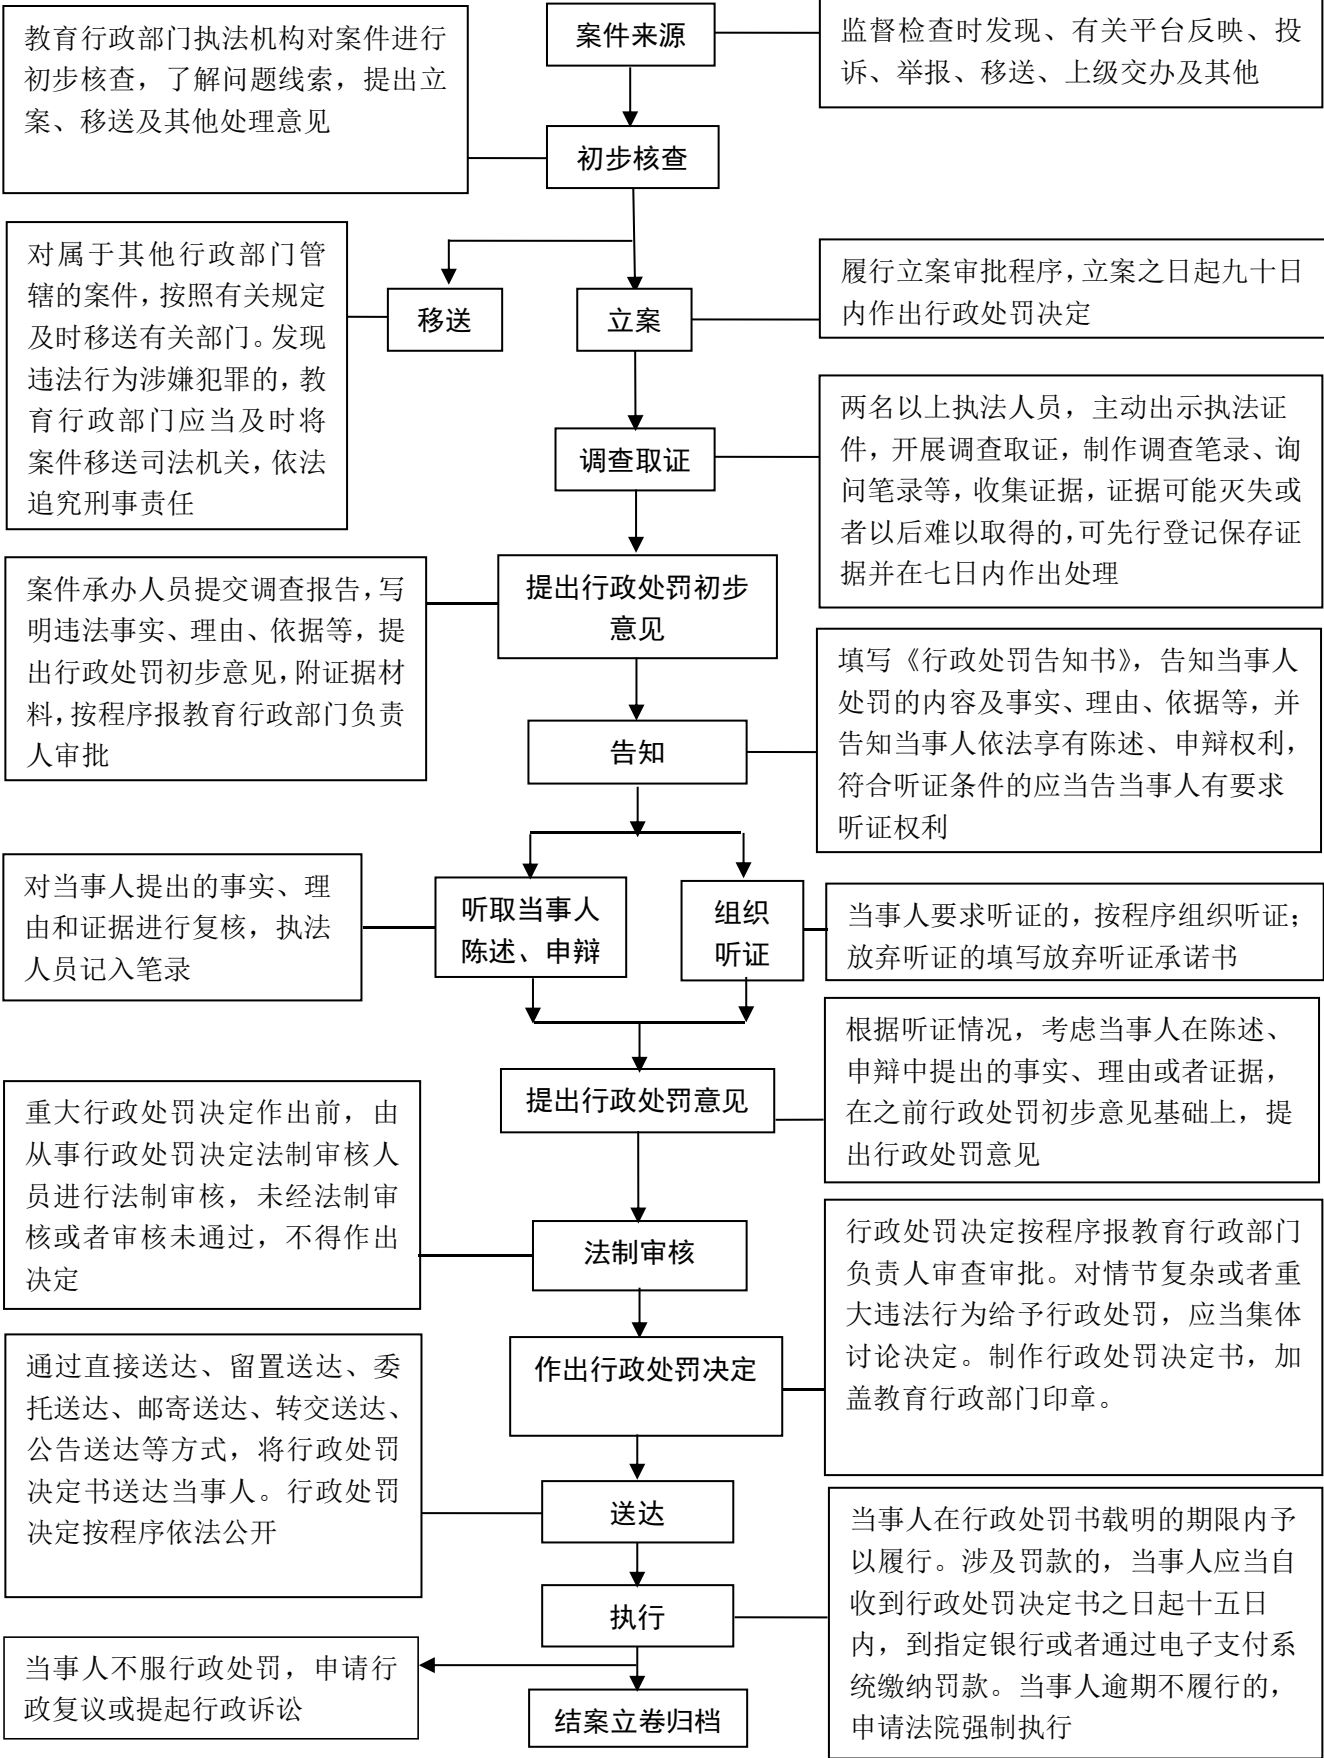 案件来源
监督检查时发现、有关平台反映、投
诉、举报、移送、上级交办及其他
教育行政部门执法机构对案件进行
初步核查，了解问题线索，提出立
案、移送及其他处理意见
初步核查
对属于其他行政部门管
辖的案件，按照有关规定
及时移送有关部门。发现
违法行为涉嫌犯罪的，教
育行政部门应当及时将
案件移送司法机关，依法
追究刑事责任
移送
立案
履行立案审批程序，立案之日起九十日
内作出行政处罚决定
调查取证
两名以上执法人员，主动出示执法证
件，开展调查取证，制作调查笔录、询
问笔录等，收集证据，证据可能灭失或
者以后难以取得的，可先行登记保存证
据并在七日内作出处理
案件承办人员提交调查报告，写
明违法事实、理由、依据等，提
出行政处罚初步意见，附证据材
料，按程序报教育行政部门负责
人审批
提出行政处罚初步
意见
告知
填写《行政处罚告知书》，告知当事人
处罚的内容及事实、理由、依据等，并
告知当事人依法享有陈述、申辩权利，
符合听证条件的应当告当事人有要求
听证权利
对当事人提出的事实、理
由和证据进行复核，执法
人员记入笔录
听取当事人
陈述、申辩
组织
听证
当事人要求听证的，按程序组织听证；
放弃听证的填写放弃听证承诺书
提出行政处罚意见
根据听证情况，考虑当事人在陈述、
申辩中提出的事实、理由或者证据，
在之前行政处罚初步意见基础上，提
出行政处罚意见
重大行政处罚决定作出前，由
从事行政处罚决定法制审核人
员进行法制审核，未经法制审
核或者审核未通过，不得作出
决定
法制审核
行政处罚决定按程序报教育行政部门
负责人审查审批。对情节复杂或者重
大违法行为给予行政处罚，应当集体
讨论决定。制作行政处罚决定书，加
盖教育行政部门印章。
作出行政处罚决定
通过直接送达、留置送达、委
托送达、邮寄送达、转交送达、
公告送达等方式，将行政处罚
决定书送达当事人。行政处罚
决定按程序依法公开
送达
执行
当事人在行政处罚书载明的期限内予
以履行。涉及罚款的，当事人应当自
收到行政处罚决定书之日起十五日
内，到指定银行或者通过电子支付系
统缴纳罚款。当事人逾期不履行的，
申请法院强制执行
当事人不服行政处罚，申请行
政复议或提起行政诉讼
结案立卷归档